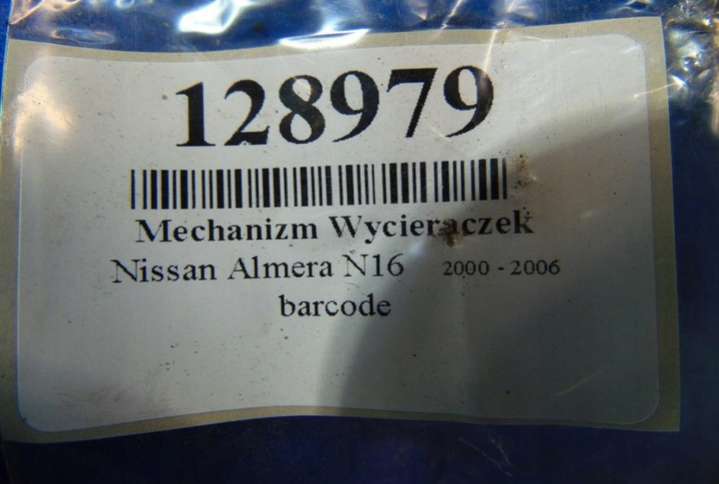 128979
Mechanizm Wycieraczek
Nissan Almera N16 2000 - 2006
barcode